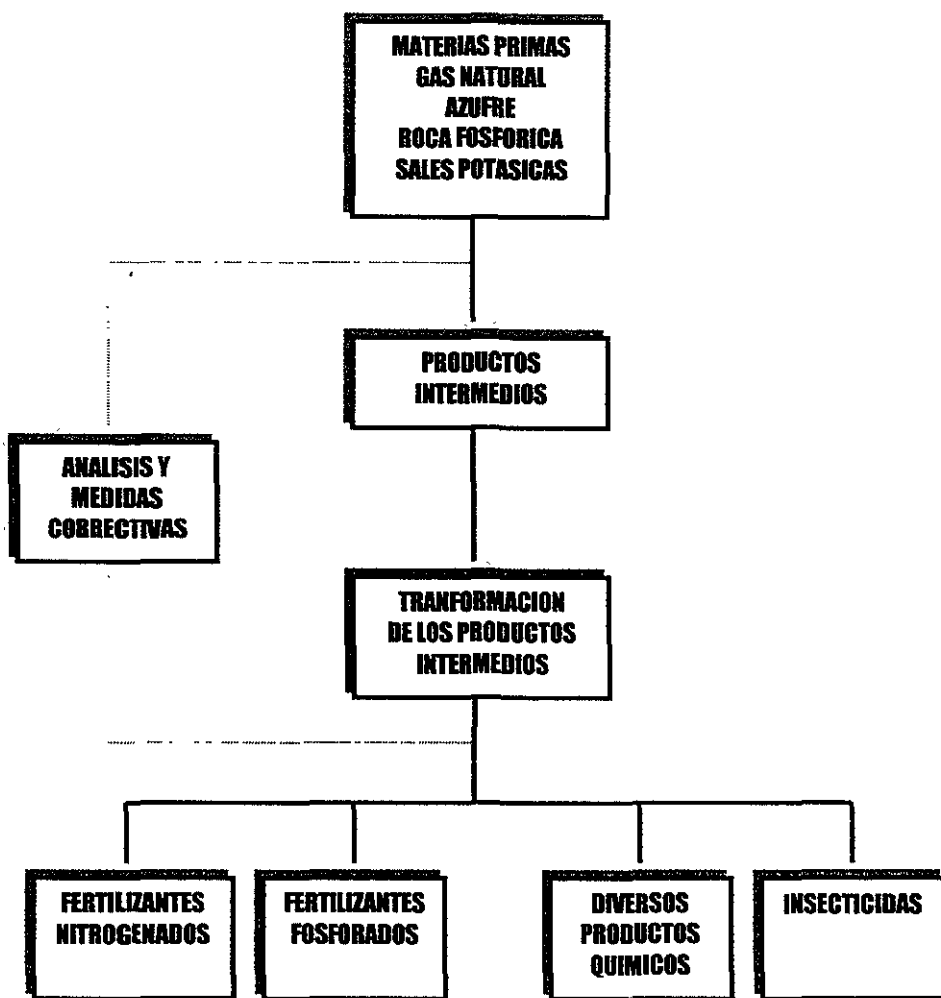 MATERIAS PRIMAS
GAS NATURAL
AZUFRE
ROCA FOSFORICA
SALES POTASICAS
PRODUCTOS
INTERMEDIOS
ANALISIS Y
MEDIDAS
CORRECTIVAS
TRANFORMACION
DE LOS PRODUCTOS
INTERMEDIOS
FERTILIZANTES
NITROGENADOS
FERTILIZANTES
FOSFORADOS
DIVERSOS
PRODUCTOS
QUIMICOS
INSECTICIDAS